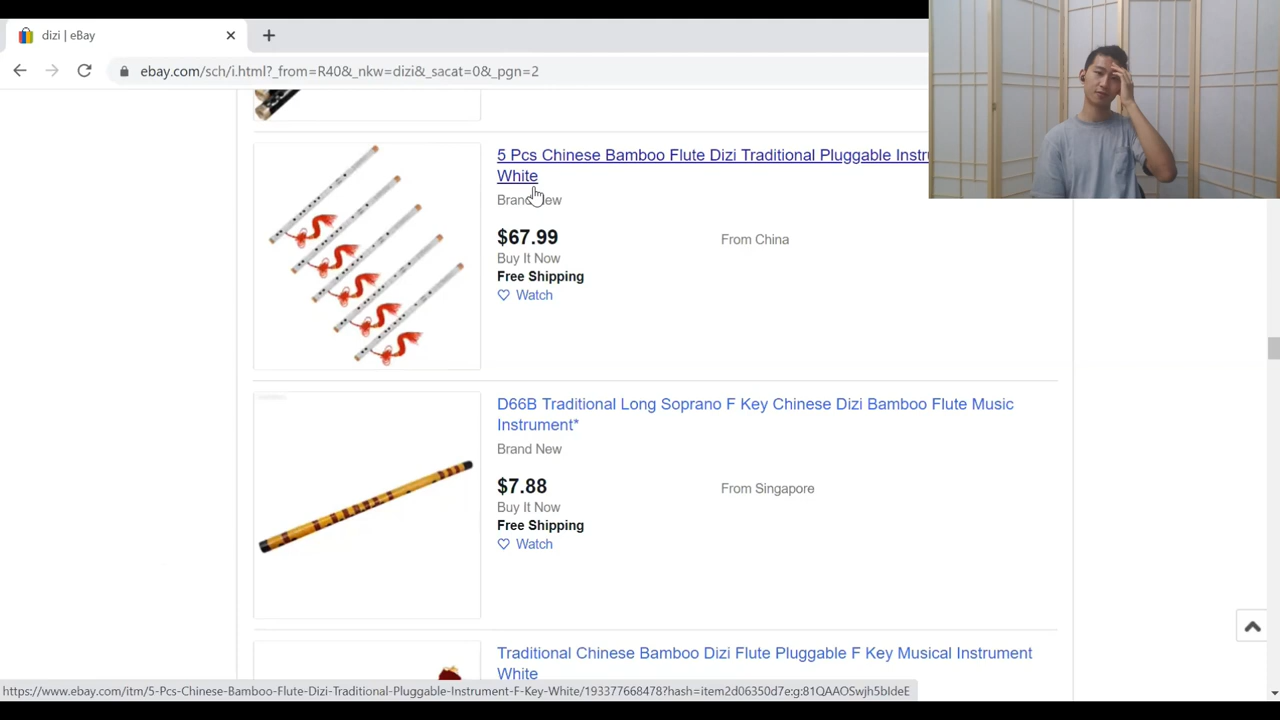 dizi | eBay
ebay.com/sch/i.html?_from=R40&_nkw=dizi&_sacat=0&_pgn=2
5 Pcs Chinese Bamboo Flute Dizi Traditional Pluggable Instru
White
Brand New
$67.99
From China
Buy It Now
Free Shipping
Watch
D66B Traditional Long Soprano F Key Chinese Dizi Bamboo Flute Music
Instrument*
Brand New
$7.88
From Singapore
Buy It Now
Free Shipping
Watch
Traditional Chinese Bamboo Dizi Flute Pluggable F Key Musical Instrument
White
https://www.ebay.com/itm/5-Pcs-Chinese-Bamboo-Flute-Dizi-Traditional-Pluggable-Instrument-F-Key-White/193377668478?hash=item2d06350d7e:g:81QAAOSwjh5bIdeE